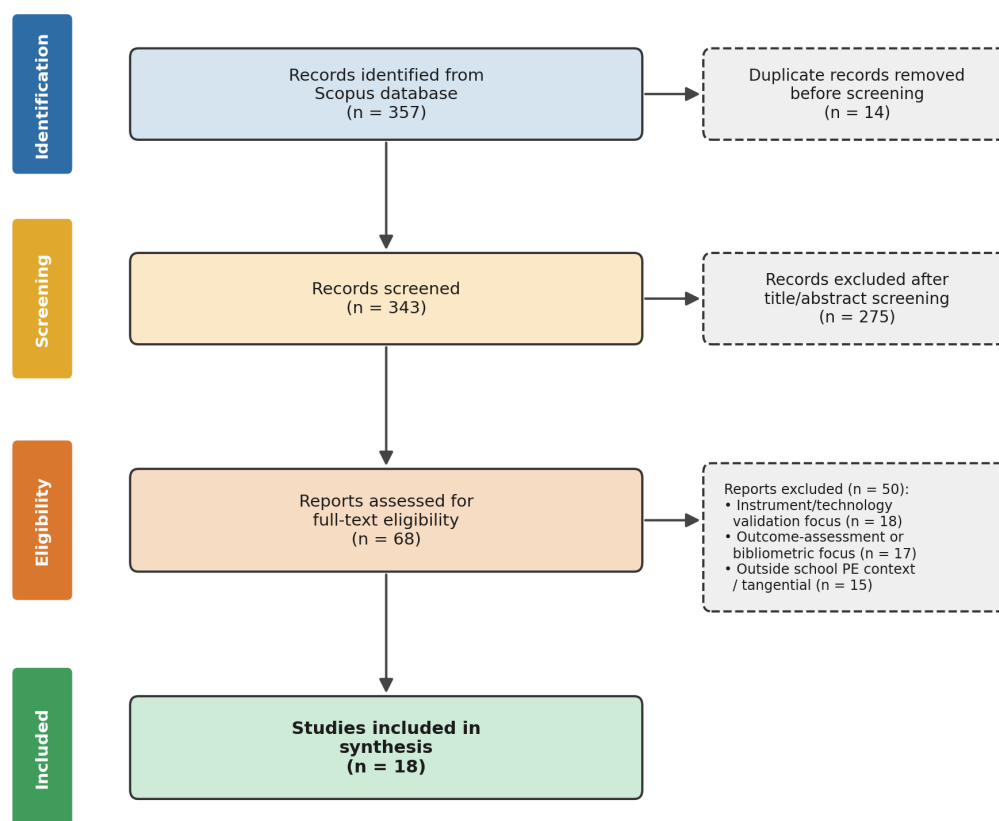 Identification
Records identified from
Scopus database
(n = 357)
Duplicate records removed
before screening
(n = 14)
Screening
Records screened
(n = 343)
Records excluded after
title/abstract screening
(n = 275)
Eligibility
Reports assessed for
full-text eligibility
(n = 68)
Reports excluded (n = 50):
• Instrument/technology
validation focus (n = 18)
• Outcome-assessment or
bibliometric focus (n = 17)
• Outside school PE context
/ tangential (n = 15)
Included
Studies included in
synthesis
(n = 18)